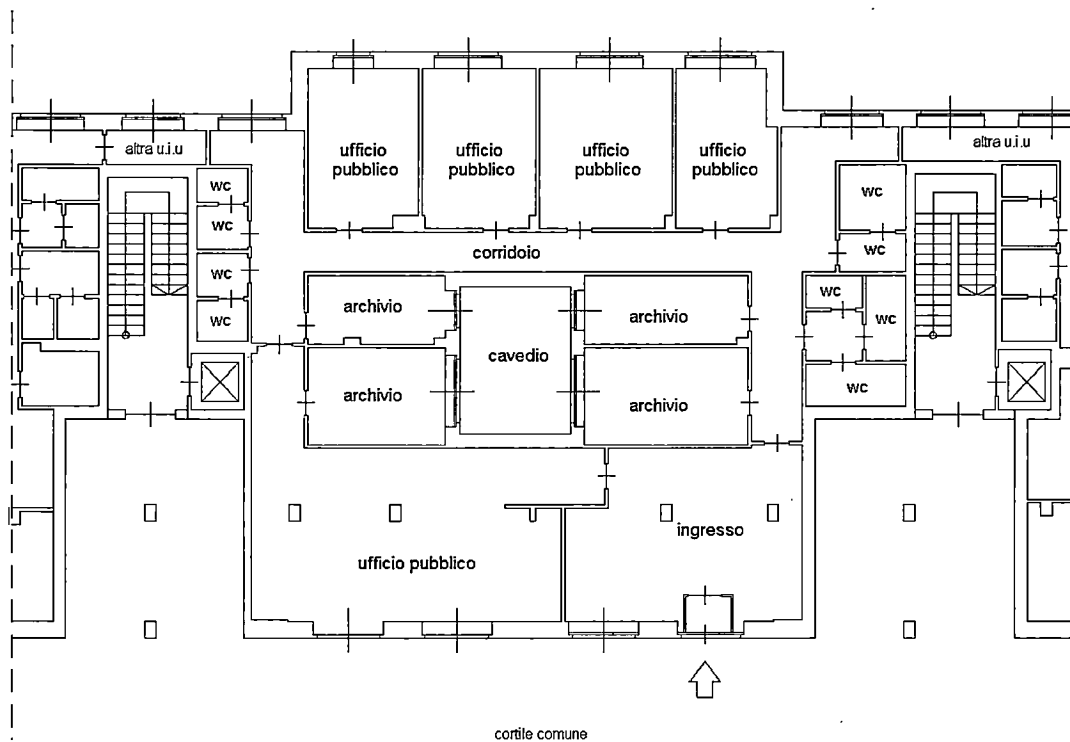 altra u.i.u
ufficio
pubblico
ufficio
pubblico
ufficio
pubblico
ufficio
pubblico
altra u.i.u
wc
wc
wc
wc
corridoio
wc
wc
archivio
archivio
cavedio
archivio
archivio
wc
wc
wc
ingresso
ufficio pubblico
cortile comune